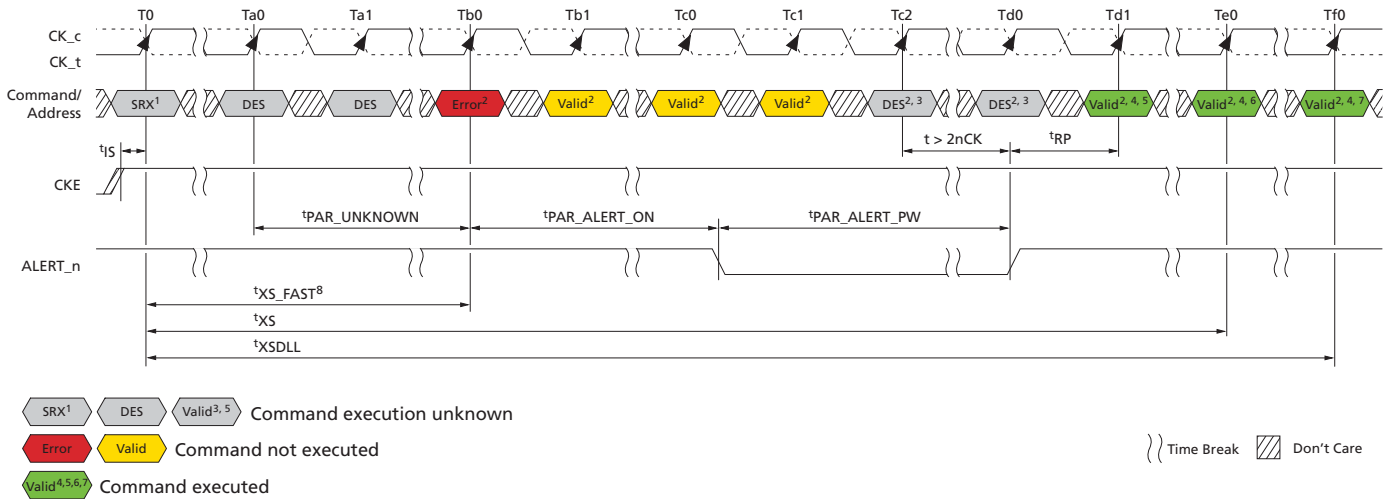 T0 Ta0 Ta1 Tb0 Tb1 Tc0 Tc1 Tc2 Td0 Td1 Te0 Tf0
CK_c
CK_t
Command/
Address
SRX¹ DES DES Error² Valid² Valid² Valid² DES², ³ DES², ³ Valid², ⁴, ⁵ Valid², ⁴, ⁶ Valid², ⁴, ⁷
t > 2nCK ᵗRP
ᵗIS
CKE
ᵗPAR_UNKNOWN ᵗPAR_ALERT_ON ᵗPAR_ALERT_PW
ALERT_n
ᵗXS_FAST⁸
ᵗXS
ᵗXSDLL
SRX¹ DES Valid³, ⁵ Command execution unknown
Error Valid Command not executed
Valid⁴,⁵,⁶,⁷ Command executed
Time Break Don't Care